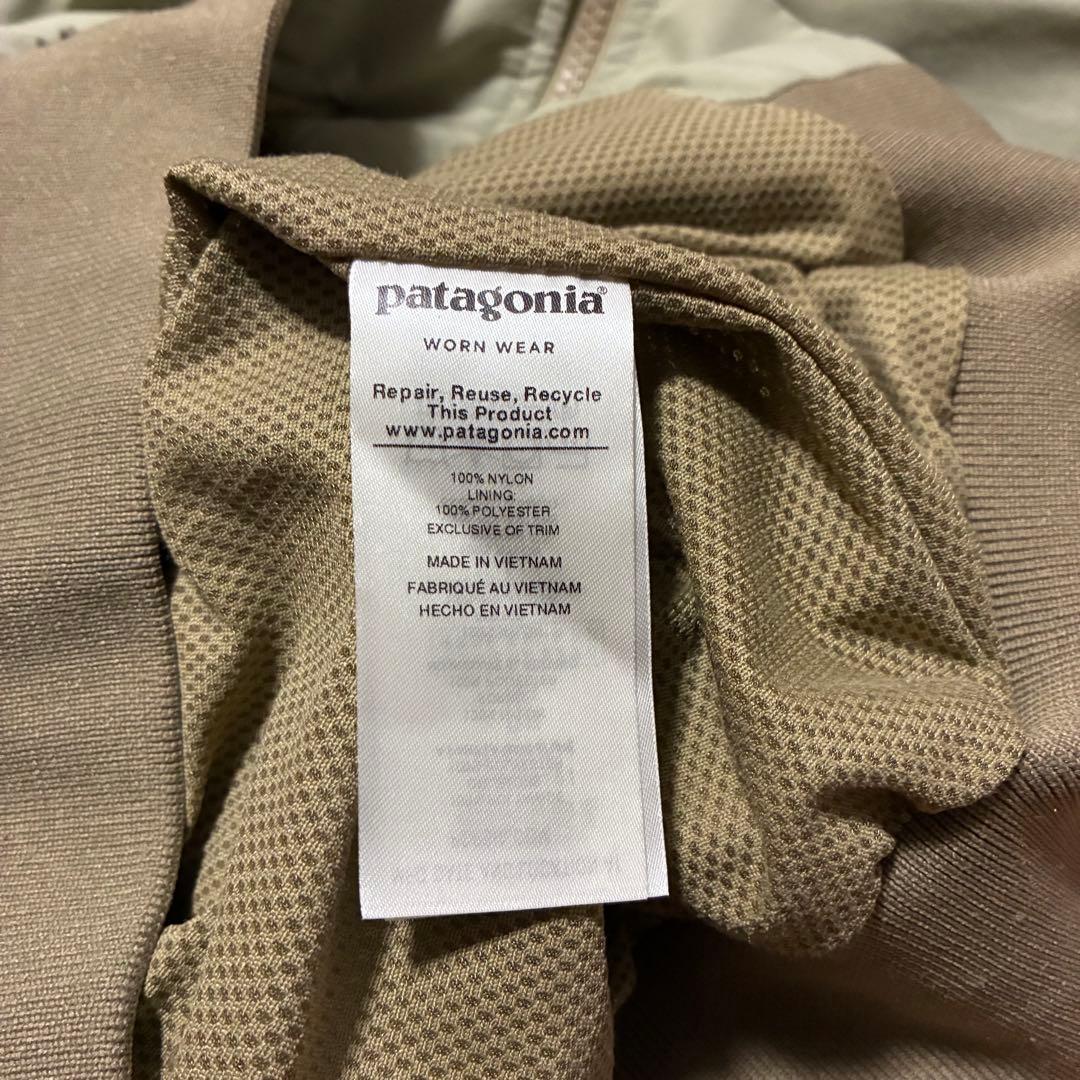 patagonia®
WORN WEAR
Repair, Reuse, Recycle
This Product
www.patagonia.com
100% NYLON
LINING:
100% POLYESTER
EXCLUSIVE OF TRIM
MADE IN VIETNAM
FABRIQUÉ AU VIETNAM
HECHO EN VIETNAM